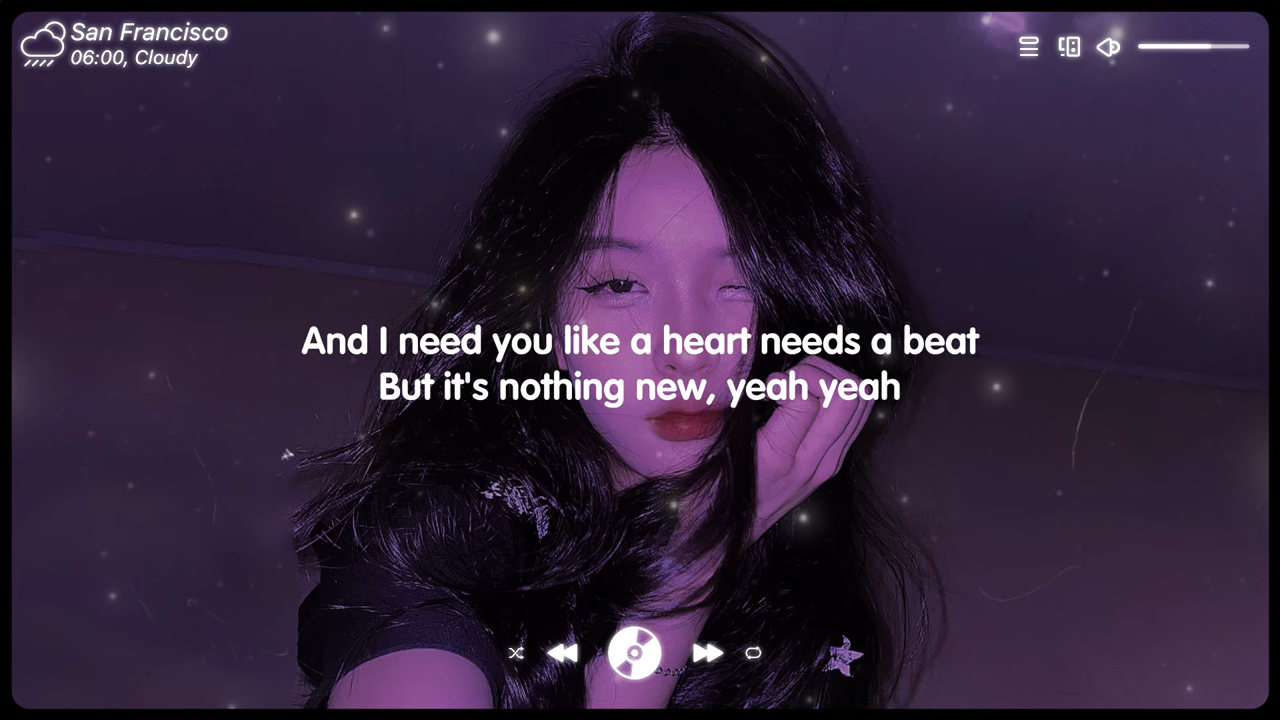 San Francisco
06:00, Cloudy
And I need you like a heart needs a beat
But it's nothing new, yeah yeah